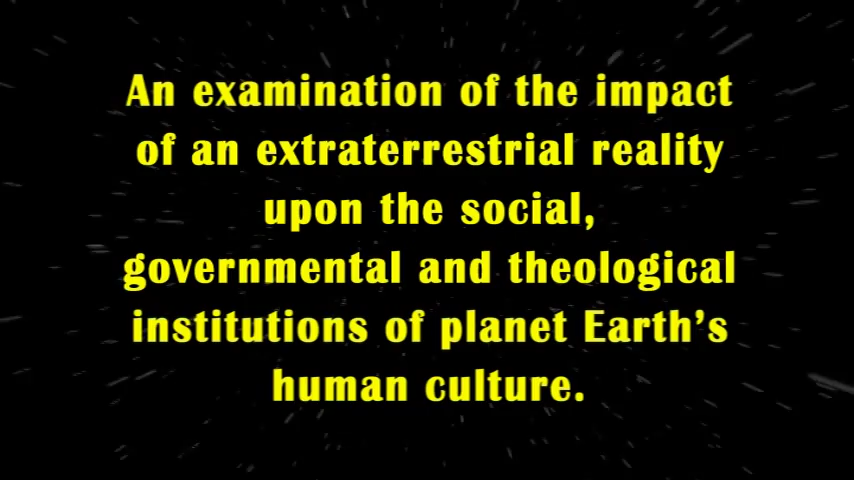 An examination of the impact
of an extraterrestrial reality
upon the social,
governmental and theological
institutions of planet Earth’s
human culture.